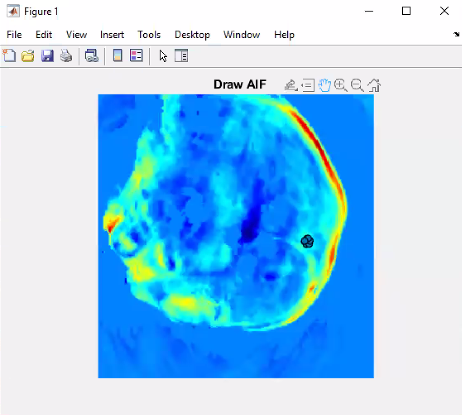 Figure 1
File Edit View Insert Tools Desktop Window Help
Draw AIF